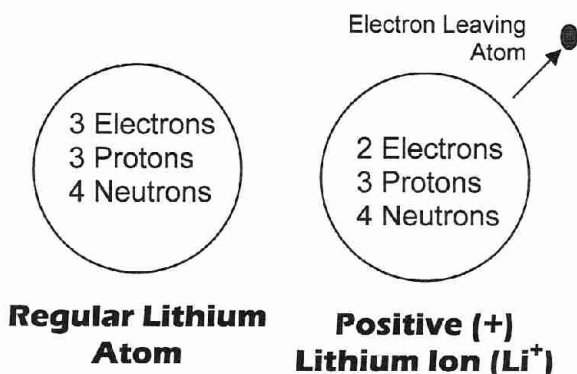 Electron Leaving
Atom
3 Electrons
3 Protons
4 Neutrons
2 Electrons
3 Protons
4 Neutrons
Regular Lithium
Atom
Positive (+)
Lithium Ion (Li⁺)